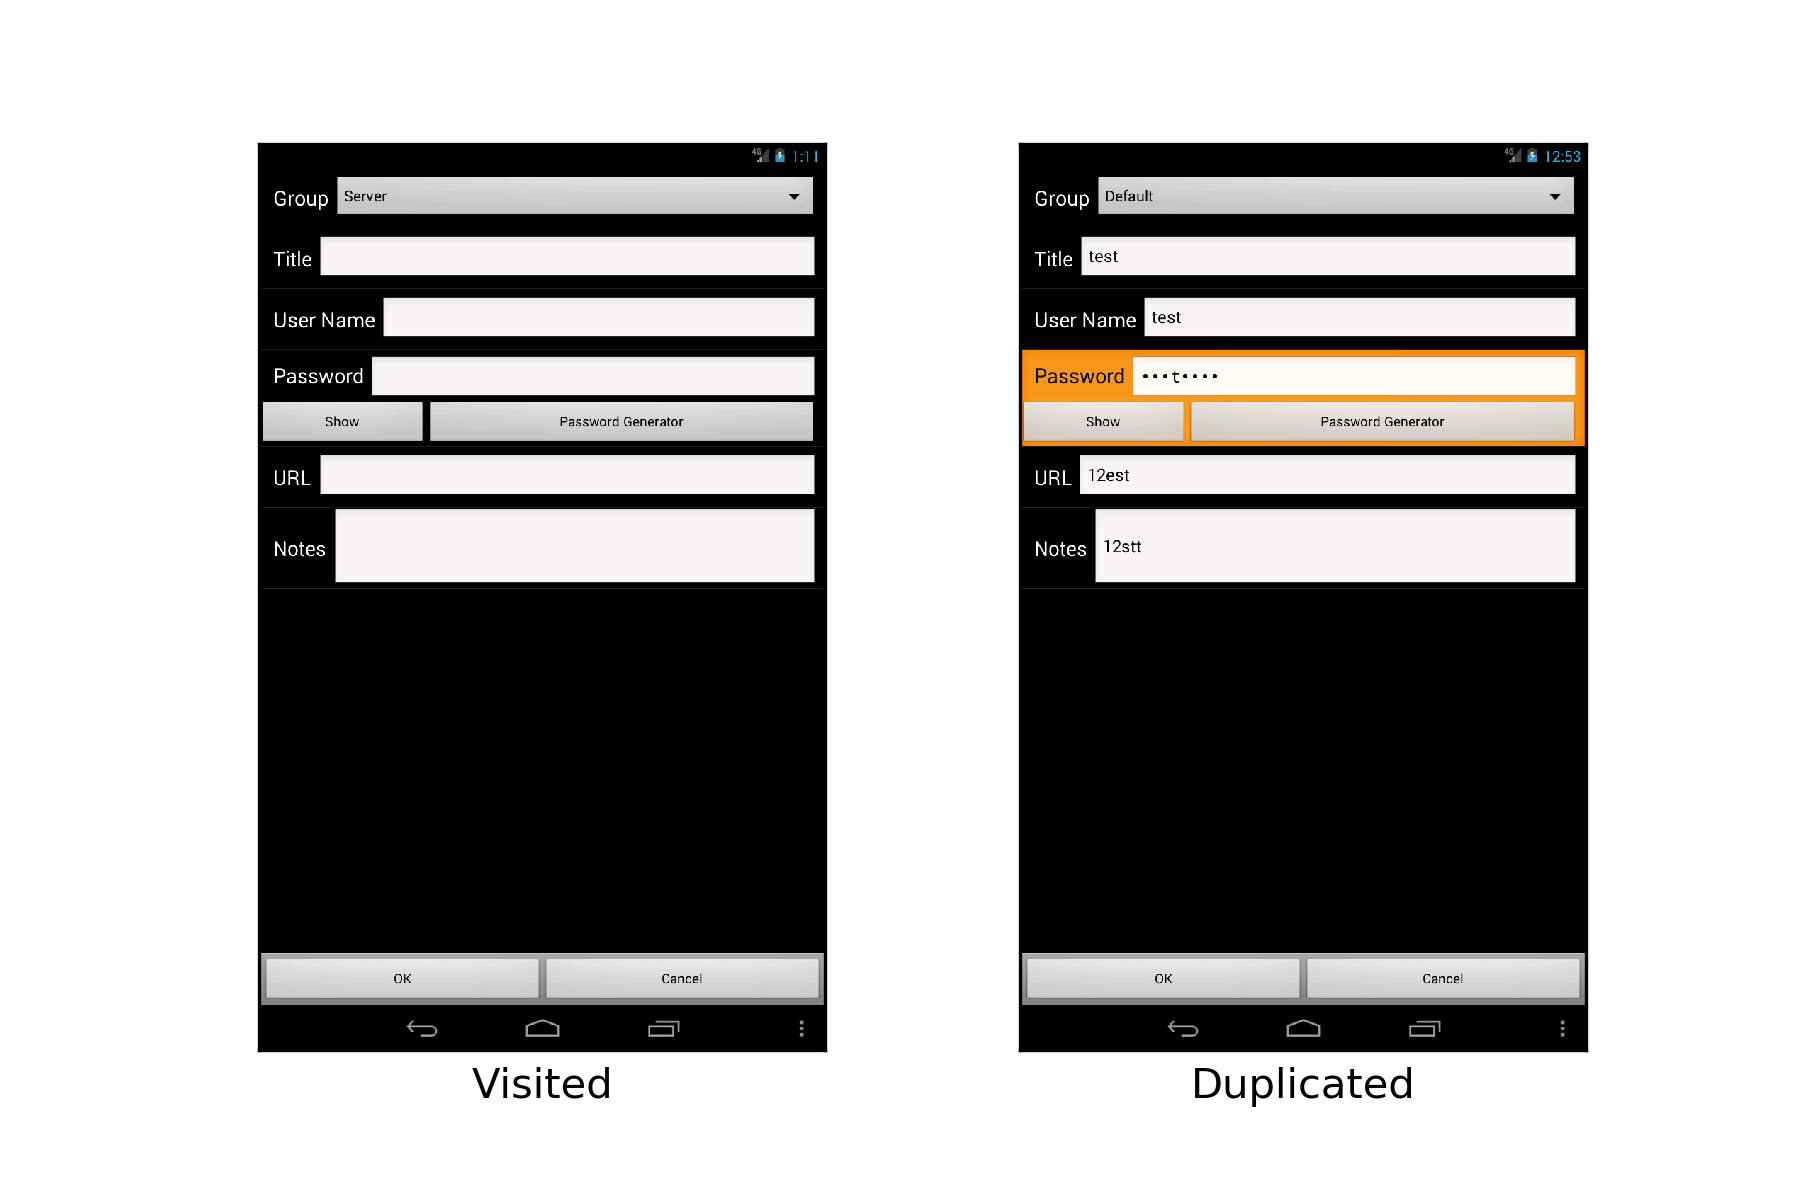 4G 1:11
Group Server
Title
User Name
Password
Show Password Generator
URL
Notes
OK Cancel
Visited
4G 12:53
Group Default
Title test
User Name test
Password •••t••••
Show Password Generator
URL 12est
Notes 12stt
OK Cancel
Duplicated